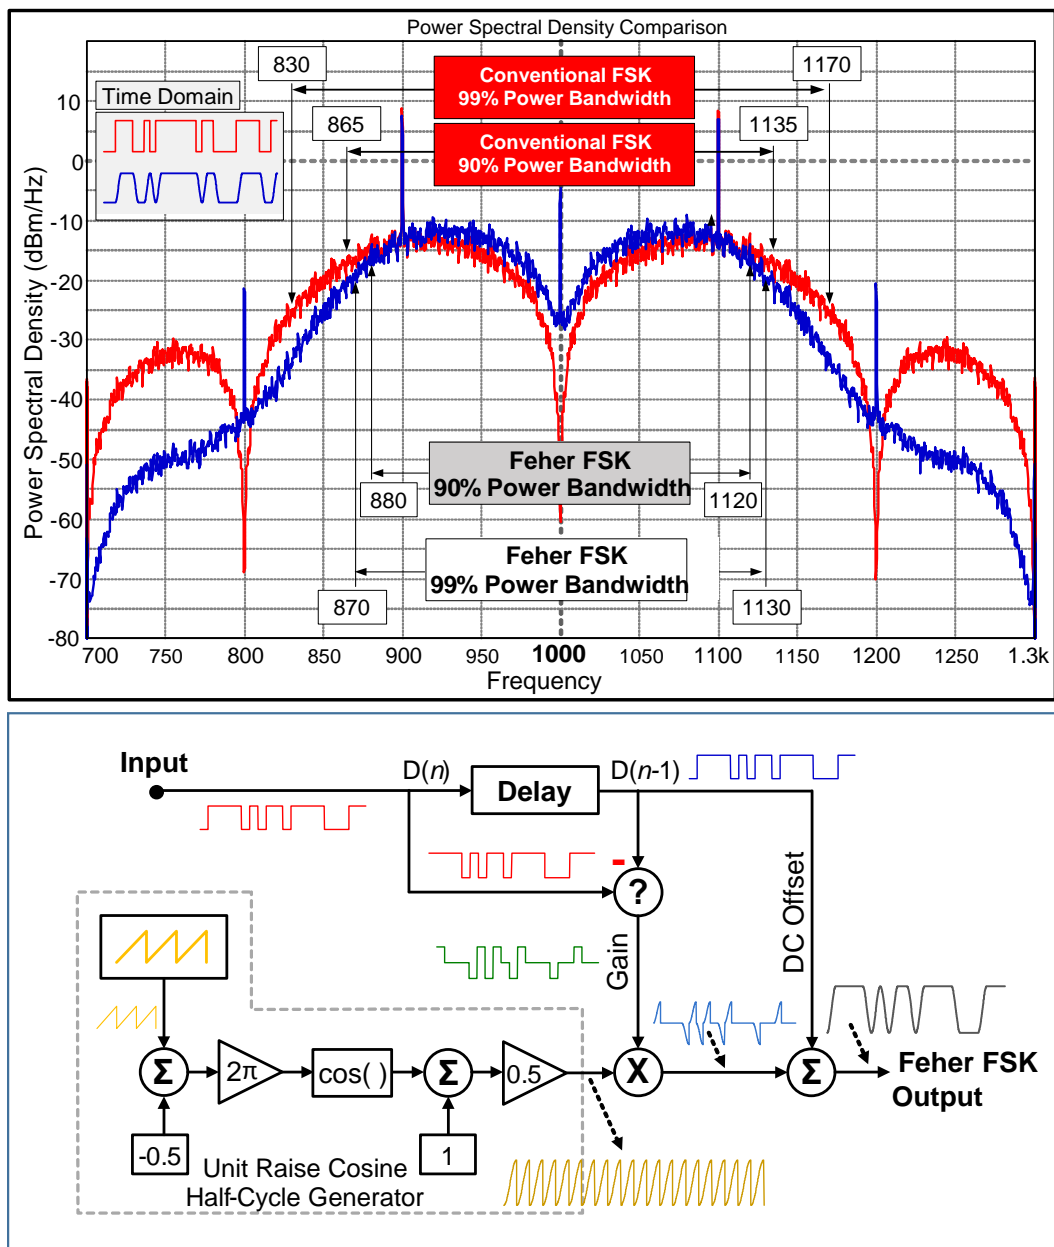 Power Spectral Density Comparison
830
Conventional FSK
99% Power Bandwidth
1170
Time Domain
865
Conventional FSK
90% Power Bandwidth
1135
Power Spectral Density (dBm/Hz)
10
0
-10
-20
-30
-40
-50
-60
-70
-80
Feher FSK
90% Power Bandwidth
880
1120
Feher FSK
99% Power Bandwidth
870
1130
700 750 800 850 900 950 1000 1050 1100 1150 1200 1250 1.3k
Frequency
Input
D(n)
Delay
D(n-1)
-
?
Gain
DC Offset
Σ
2π
cos( )
Σ
0.5
X
Σ
Feher FSK
Output
-0.5
1
Unit Raise Cosine
Half-Cycle Generator